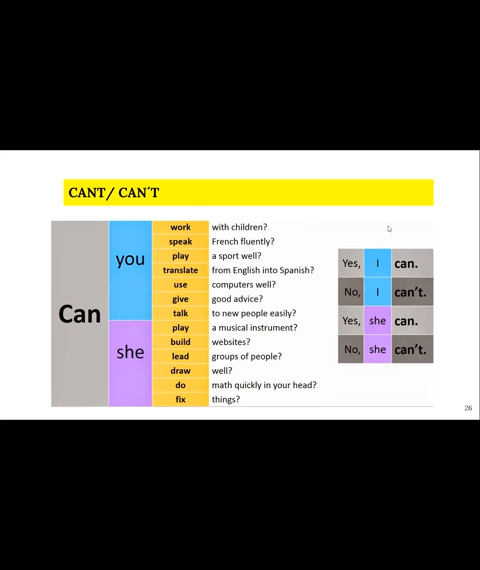 CANT/ CAN´T
Can
you
she
work with children?
speak French fluently?
play a sport well?
translate from English into Spanish?
use computers well?
give good advice?
talk to new people easily?
play a musical instrument?
build websites?
lead groups of people?
draw well?
do math quickly in your head?
fix things?
Yes, I can.
No, I can't.
Yes, she can.
No, she can't.
26